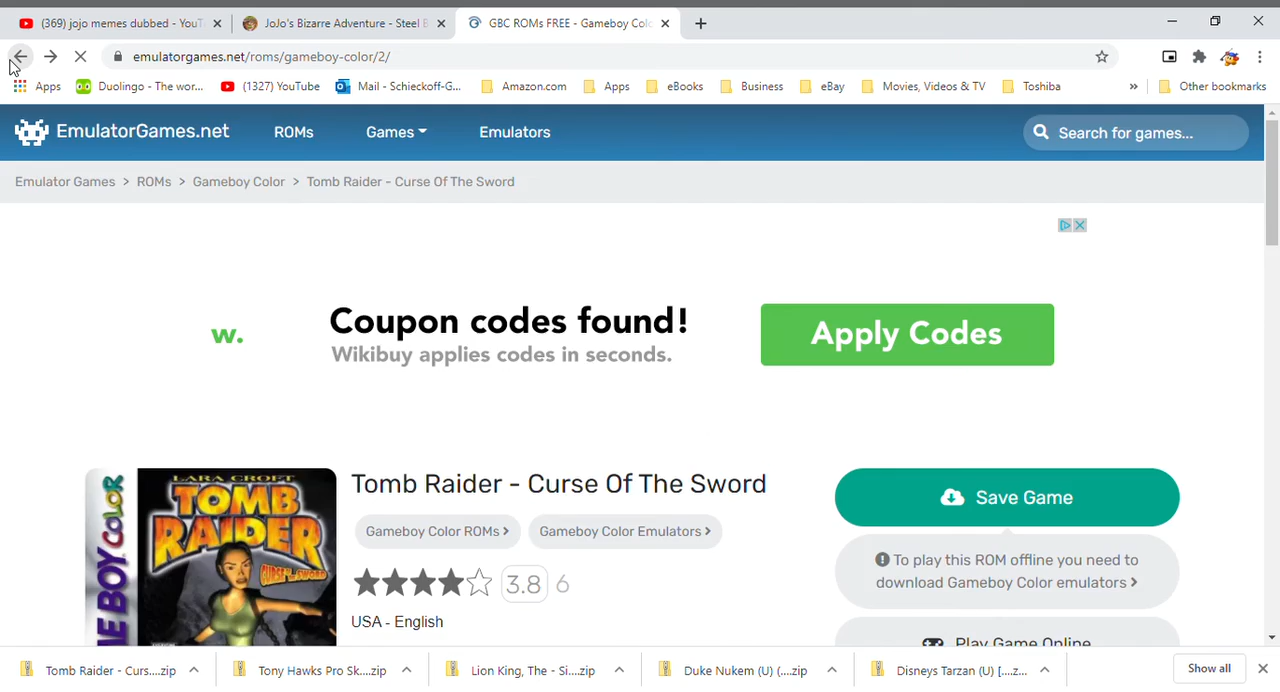 (369) jojo memes dubbed - YouT
JoJo's Bizarre Adventure - Steel B
GBC ROMs FREE - Gameboy Colo
emulatorgames.net/roms/gameboy-color/2/
Apps
Duolingo - The wor...
(1327) YouTube
Mail - Schieckoff-G...
Amazon.com
Apps
eBooks
Business
eBay
Movies, Videos & TV
Toshiba
»
Other bookmarks
EmulatorGames.net
ROMs
Games
Emulators
Search for games...
Emulator Games > ROMs > Gameboy Color > Tomb Raider - Curse Of The Sword
w.
Coupon codes found!
Wikibuy applies codes in seconds.
Apply Codes
GAME BOY COLOR
LARA CROFT
TOMB
RAIDER
CURSE OF THE SWORD
Tomb Raider - Curse Of The Sword
Gameboy Color ROMs >
Gameboy Color Emulators >
3.8 6
USA - English
Save Game
To play this ROM offline you need to
download Gameboy Color emulators >
Play Game Online
Tomb Raider - Curs....zip
Tony Hawks Pro Sk....zip
Lion King, The - Si....zip
Duke Nukem (U) (....zip
Disneys Tarzan (U) [....z...
Show all